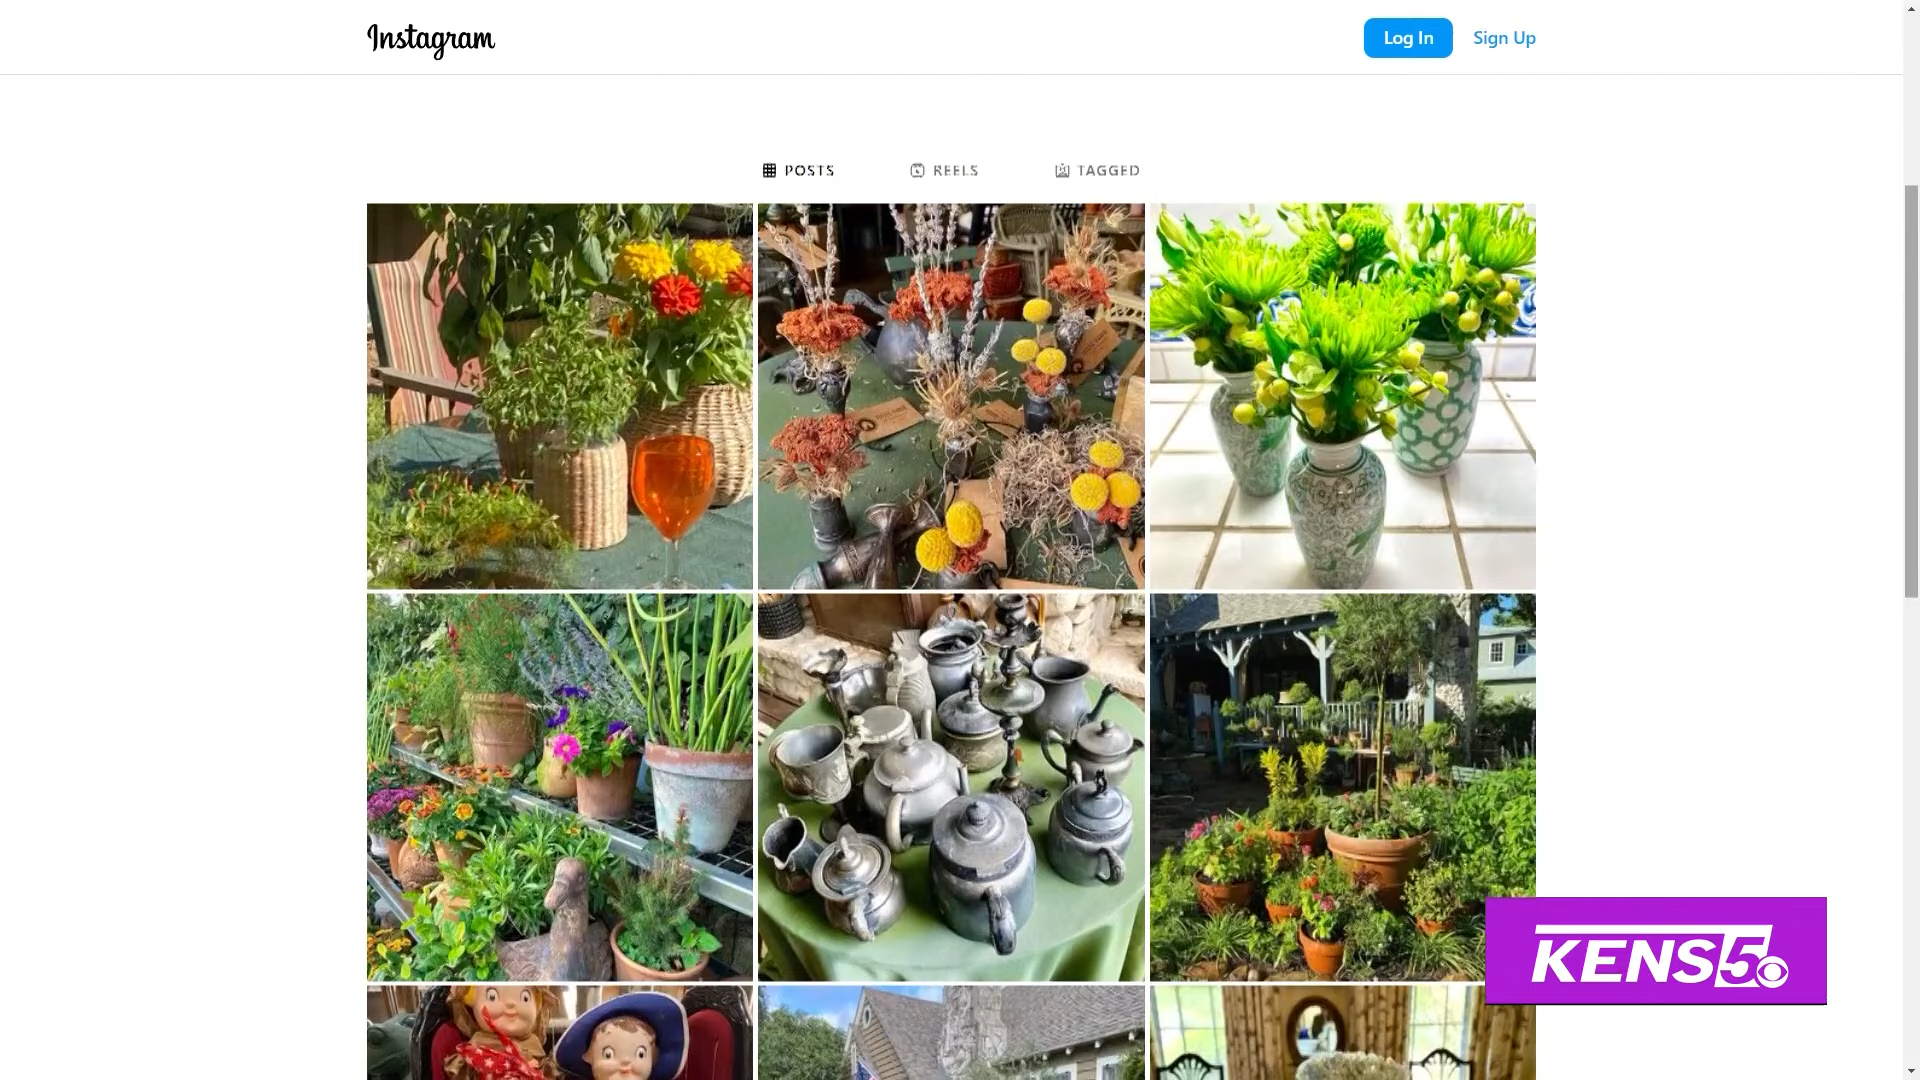 Instagram
Log In
Sign Up
POSTS
REELS
TAGGED
KENS5